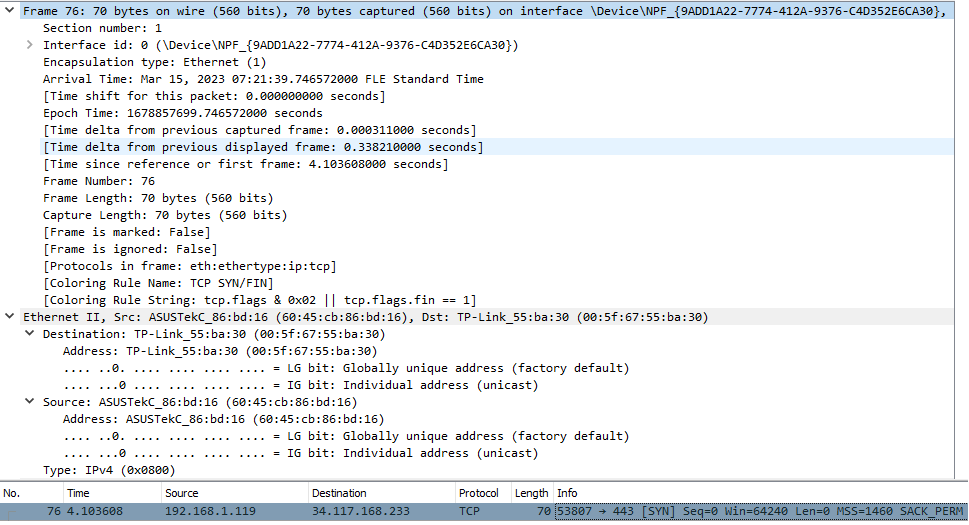 Frame 76: 70 bytes on wire (560 bits), 70 bytes captured (560 bits) on interface \Device\NPF_{9ADD1A22-7774-412A-9376-C4D352E6CA30},
Section number: 1
Interface id: 0 (\Device\NPF_{9ADD1A22-7774-412A-9376-C4D352E6CA30})
Encapsulation type: Ethernet (1)
Arrival Time: Mar 15, 2023 07:21:39.746572000 FLE Standard Time
[Time shift for this packet: 0.000000000 seconds]
Epoch Time: 1678857699.746572000 seconds
[Time delta from previous captured frame: 0.000311000 seconds]
[Time delta from previous displayed frame: 0.338210000 seconds]
[Time since reference or first frame: 4.103608000 seconds]
Frame Number: 76
Frame Length: 70 bytes (560 bits)
Capture Length: 70 bytes (560 bits)
[Frame is marked: False]
[Frame is ignored: False]
[Protocols in frame: eth:ethertype:ip:tcp]
[Coloring Rule Name: TCP SYN/FIN]
[Coloring Rule String: tcp.flags & 0x02 || tcp.flags.fin == 1]
Ethernet II, Src: ASUSTekC_86:bd:16 (60:45:cb:86:bd:16), Dst: TP-Link_55:ba:30 (00:5f:67:55:ba:30)
Destination: TP-Link_55:ba:30 (00:5f:67:55:ba:30)
Address: TP-Link_55:ba:30 (00:5f:67:55:ba:30)
.... ..0. .... .... .... .... = LG bit: Globally unique address (factory default)
.... ...0 .... .... .... .... = IG bit: Individual address (unicast)
Source: ASUSTekC_86:bd:16 (60:45:cb:86:bd:16)
Address: ASUSTekC_86:bd:16 (60:45:cb:86:bd:16)
.... ..0. .... .... .... .... = LG bit: Globally unique address (factory default)
.... ...0 .... .... .... .... = IG bit: Individual address (unicast)
Type: IPv4 (0x0800)
No. Time Source Destination Protocol Length Info
76 4.103608 192.168.1.119 34.117.168.233 TCP 70 53807 → 443 [SYN] Seq=0 Win=64240 Len=0 MSS=1460 SACK_PERM